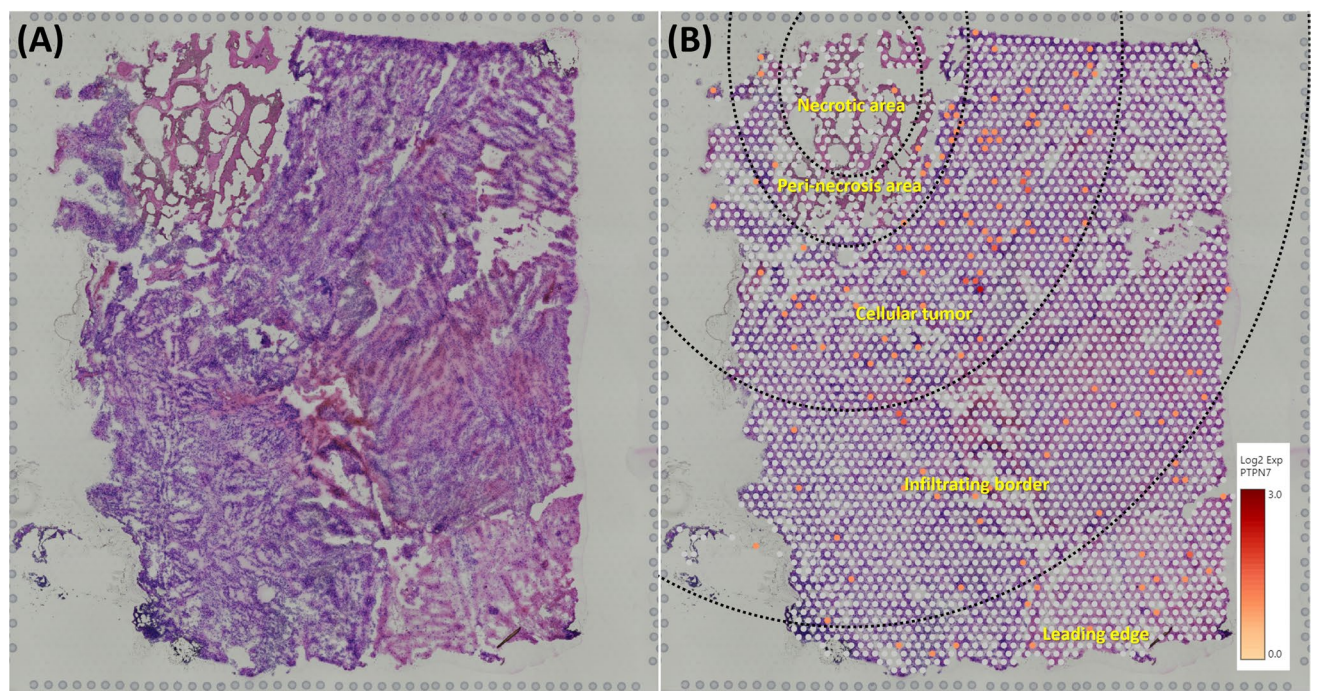 (A)
(B)
Necrotic area
Peri-necrosis area
Cellular tumor
Infiltrating border
Leading edge
Log2 Exp
PTPN7
3.0
0.0